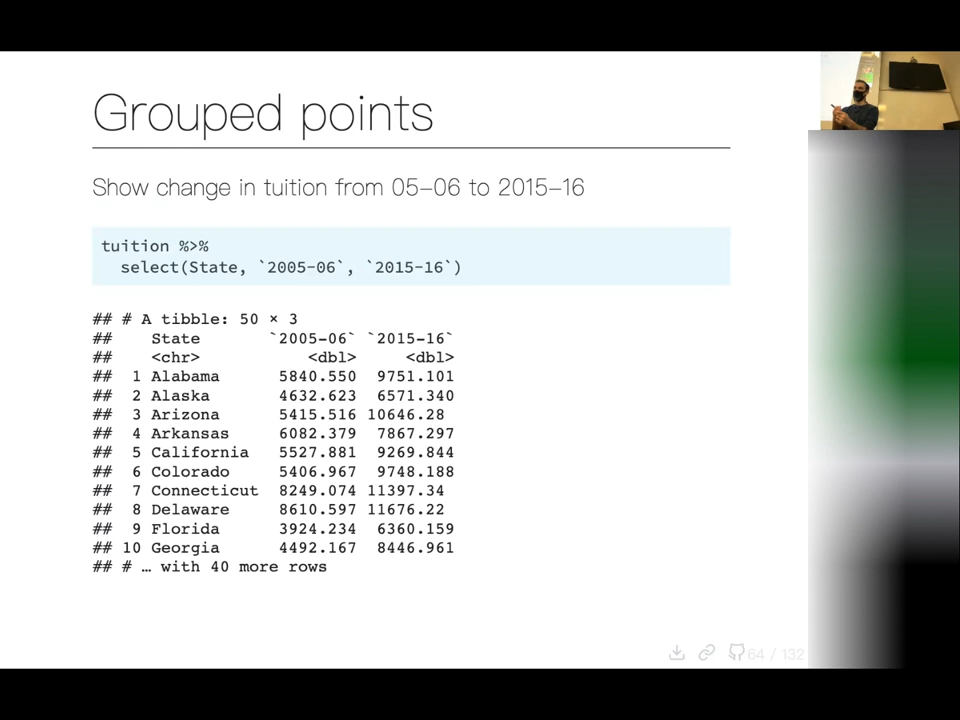 Grouped points
Show change in tuition from 05–06 to 2015–16
tuition %>%
select(State, `2005-06`, `2015-16`)
## # A tibble: 50 × 3
## State `2005-06` `2015-16`
## <chr> <dbl> <dbl>
## 1 Alabama 5840.550 9751.101
## 2 Alaska 4632.623 6571.340
## 3 Arizona 5415.516 10646.28
## 4 Arkansas 6082.379 7867.297
## 5 California 5527.881 9269.844
## 6 Colorado 5406.967 9748.188
## 7 Connecticut 8249.074 11397.34
## 8 Delaware 8610.597 11676.22
## 9 Florida 3924.234 6360.159
## 10 Georgia 4492.167 8446.961
## # … with 40 more rows
64 / 132